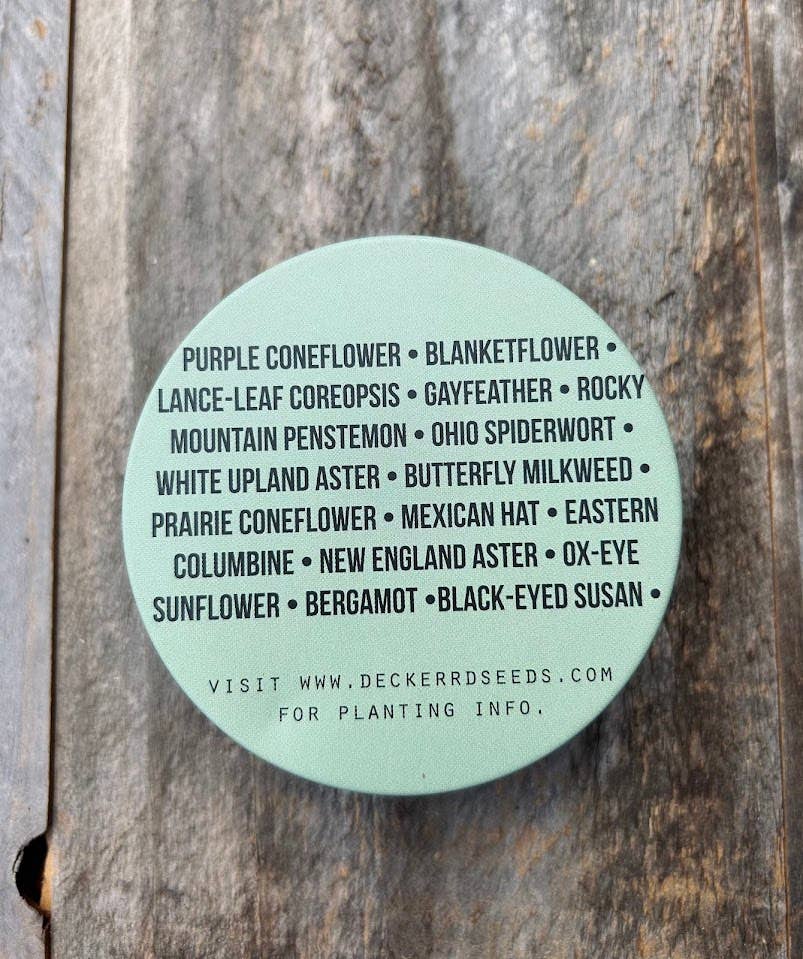 PURPLE CONEFLOWER • BLANKETFLOWER •
LANCE-LEAF COREOPSIS • GAYFEATHER • ROCKY
MOUNTAIN PENSTEMON • OHIO SPIDERWORT •
WHITE UPLAND ASTER • BUTTERFLY MILKWEED •
PRAIRIE CONEFLOWER • MEXICAN HAT • EASTERN
COLUMBINE • NEW ENGLAND ASTER • OX-EYE
SUNFLOWER • BERGAMOT •BLACK-EYED SUSAN •
VISIT WWW.DECKERRDSEEDS.COM
FOR PLANTING INFO.